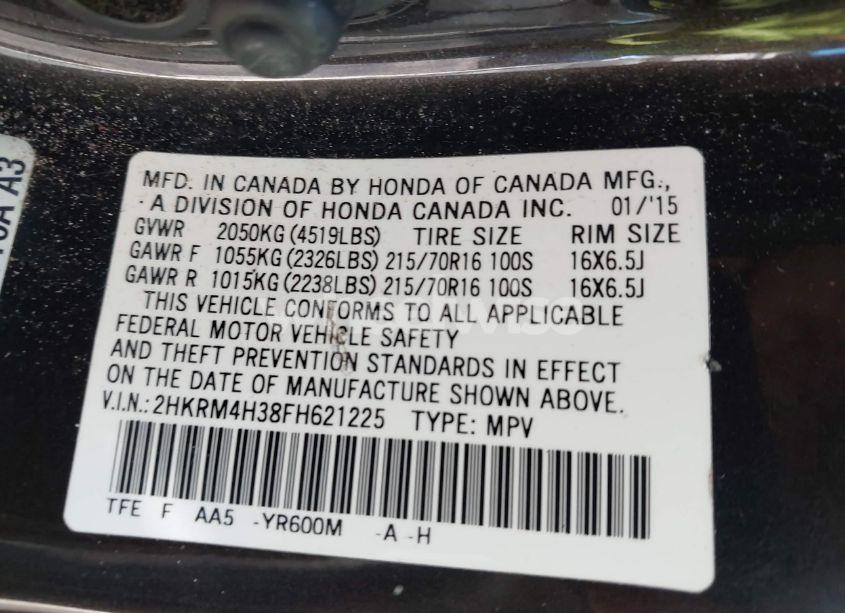 MFD. IN CANADA BY HONDA OF CANADA MFG.,
A DIVISION OF HONDA CANADA INC. 01/'15
GVWR 2050KG (4519LBS) TIRE SIZE RIM SIZE
GAWR F 1055KG (2326LBS) 215/70R16 100S 16X6.5J
GAWR R 1015KG (2238LBS) 215/70R16 100S 16X6.5J
THIS VEHICLE CONFORMS TO ALL APPLICABLE
FEDERAL MOTOR VEHICLE SAFETY
AND THEFT PREVENTION STANDARDS IN EFFECT
ON THE DATE OF MANUFACTURE SHOWN ABOVE.
V.I.N.: 2HKRM4H38FH621225 TYPE: MPV
TFE F AA5 -YR600M -A -H
A3